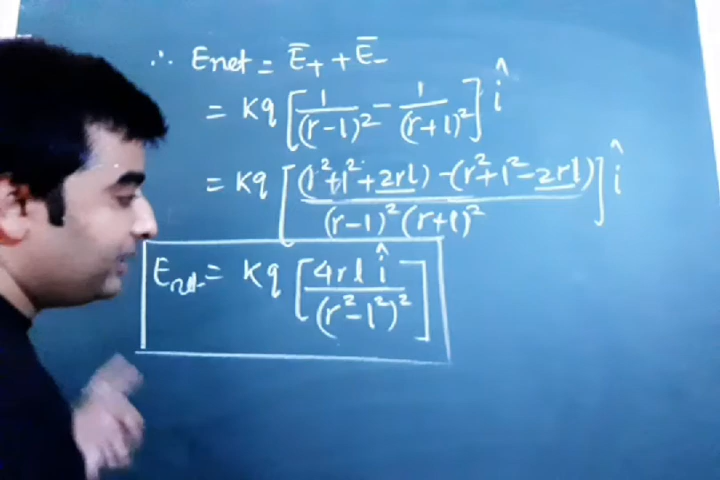 ∴ Enet = E̅₊ + E̅₋
= Kq [ 1/(r-l)² - 1/(r+l)² ] î
= Kq [ (r²+l²+2rl) - (r²+l²-2rl) / (r-l)² (r+l)² ] î
Enet = Kq [ 4rl î / (r²-l²)² ]